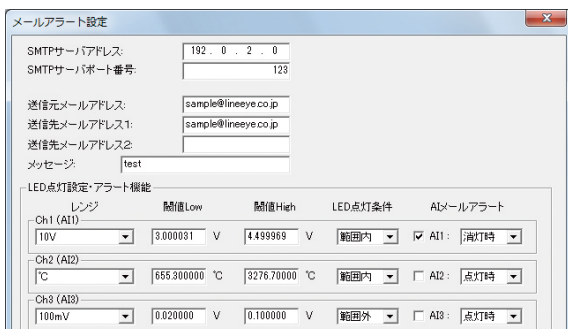 メールアラート設定
SMTPサーバアドレス: 192 . 0 . 2 . 0
SMTPサーバポート番号: 123
送信元メールアドレス: sample@lineeye.co.jp
送信先メールアドレス1: sample@lineeye.co.jp
送信先メールアドレス2:
メッセージ: test
LED点灯設定・アラート機能
レンジ 閾値Low 閾値High LED点灯条件 AIメールアラート
Ch1 (AI1)
10V 3.000031 V 4.499969 V 範囲内 AI1 : 消灯時
Ch2 (AI2)
℃ 655.300000 ℃ 3276.70000 ℃ 範囲内 AI2 : 点灯時
Ch3 (AI3)
100mV 0.020000 V 0.100000 V 範囲外 AI3 : 点灯時